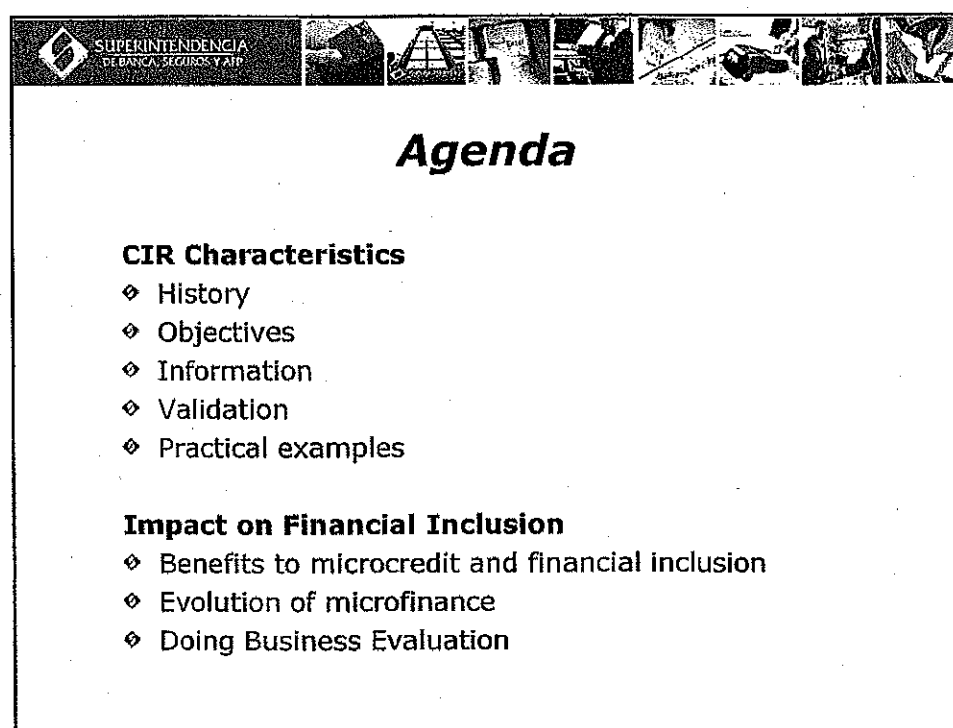 SUPERINTENDENCIA
DE BANCA, SEGUROS Y AFP
Agenda
CIR Characteristics
History
Objectives
Information
Validation
Practical examples
Impact on Financial Inclusion
Benefits to microcredit and financial inclusion
Evolution of microfinance
Doing Business Evaluation